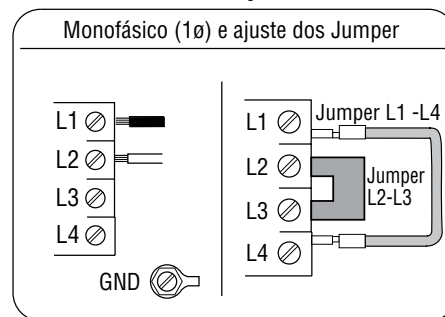 Monofásico (1ø) e ajuste dos Jumper
L1
L2
L3
L4
GND
L1
Jumper L1 -L4
L2
Jumper
L2-L3
L3
L4